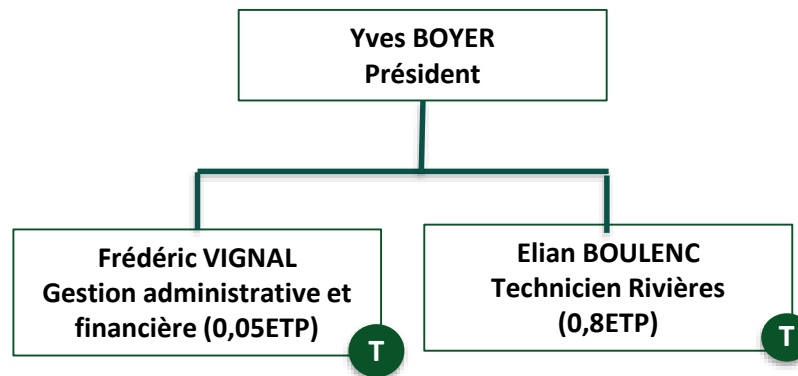 Yves BOYER
Président
Frédéric VIGNAL
Gestion administrative et
financière (0,05ETP)
T
Elian BOULENC
Technicien Rivières
(0,8ETP)
T